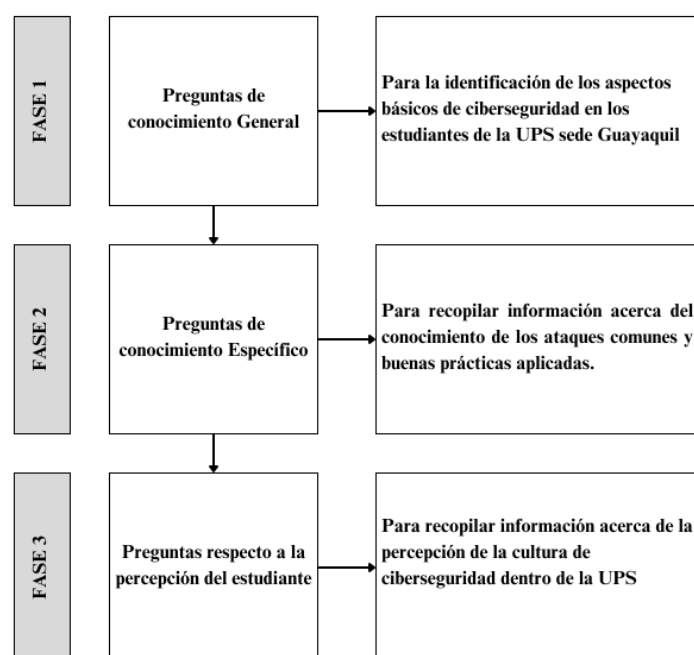 FASE 1
Preguntas de
conocimiento General
Para la identificación de los aspectos
básicos de ciberseguridad en los
estudiantes de la UPS sede Guayaquil
FASE 2
Preguntas de
conocimiento Específico
Para recopilar información acerca del
conocimiento de los ataques comunes y
buenas prácticas aplicadas.
FASE 3
Preguntas respecto a la
percepción del estudiante
Para recopilar información acerca de la
percepción de la cultura de
ciberseguridad dentro de la UPS